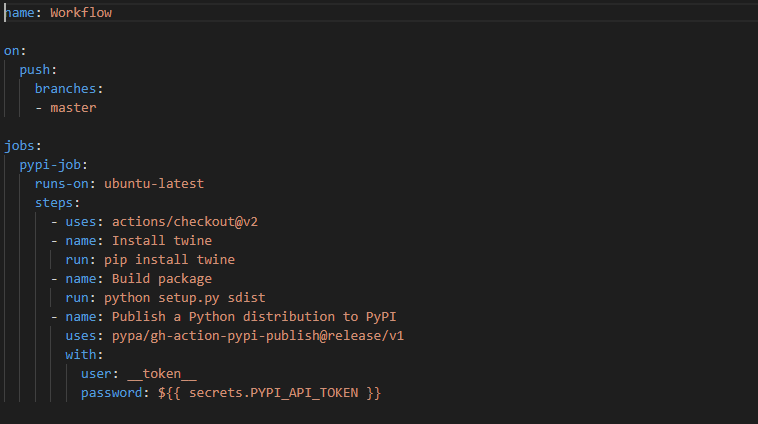 name: Workflow
on:
push:
branches:
- master
jobs:
pypi-job:
runs-on: ubuntu-latest
steps:
- uses: actions/checkout@v2
- name: Install twine
run: pip install twine
- name: Build package
run: python setup.py sdist
- name: Publish a Python distribution to PyPI
uses: pypa/gh-action-pypi-publish@release/v1
with:
user: __token__
password: ${{ secrets.PYPI_API_TOKEN }}